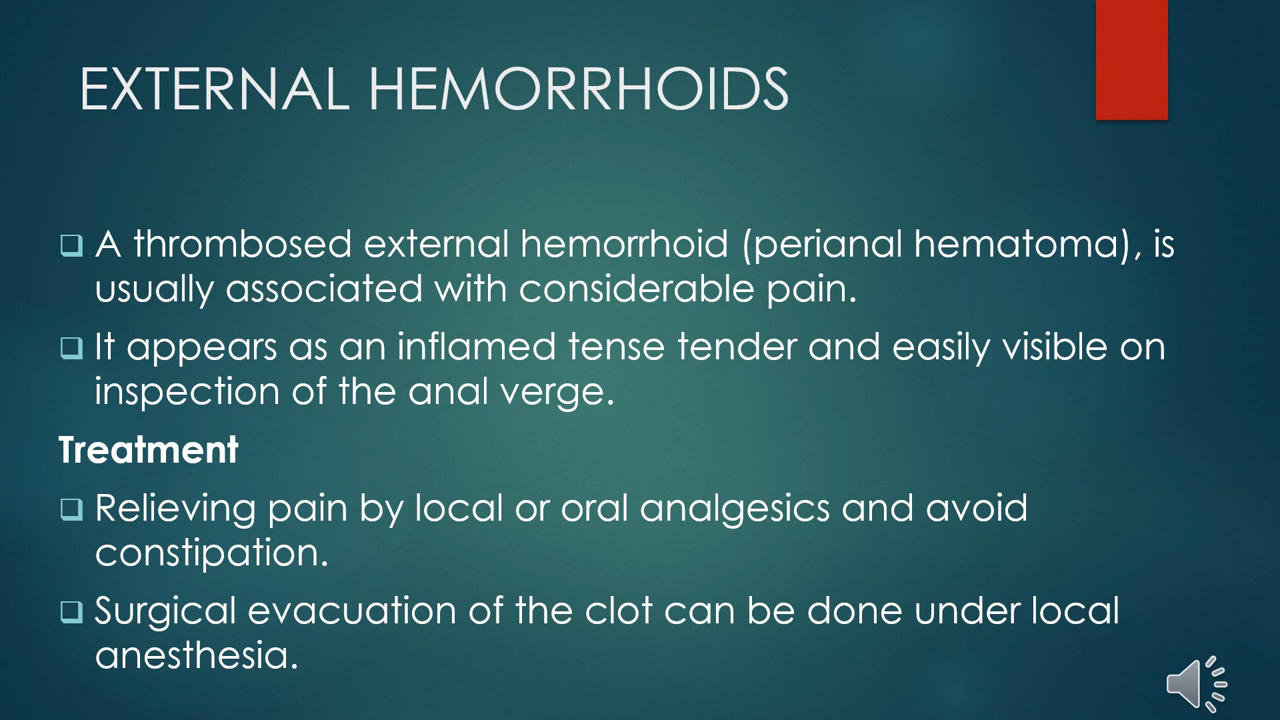 EXTERNAL HEMORRHOIDS
A thrombosed external hemorrhoid (perianal hematoma), is
usually associated with considerable pain.
It appears as an inflamed tense tender and easily visible on
inspection of the anal verge.
Treatment
Relieving pain by local or oral analgesics and avoid
constipation.
Surgical evacuation of the clot can be done under local
anesthesia.